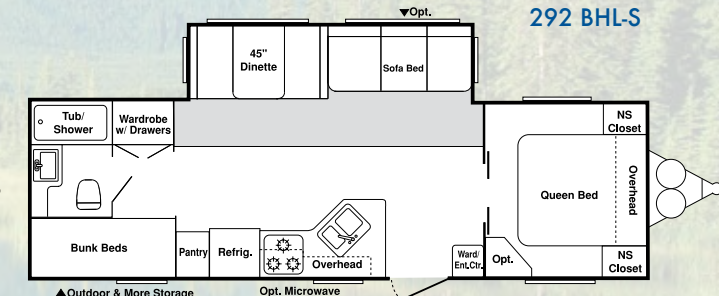 ▼Opt.
292 BHL-S
45"
Dinette
Sofa Bed
Tub/
Shower
Wardrobe
w/ Drawers
NS
Closet
Queen Bed
Overhead
Bunk Beds
Pantry
Refrig.
Overhead
Ward/
Ent.Ctr.
Opt.
NS
Closet
▲Outdoor & More Storage
Opt. Microwave